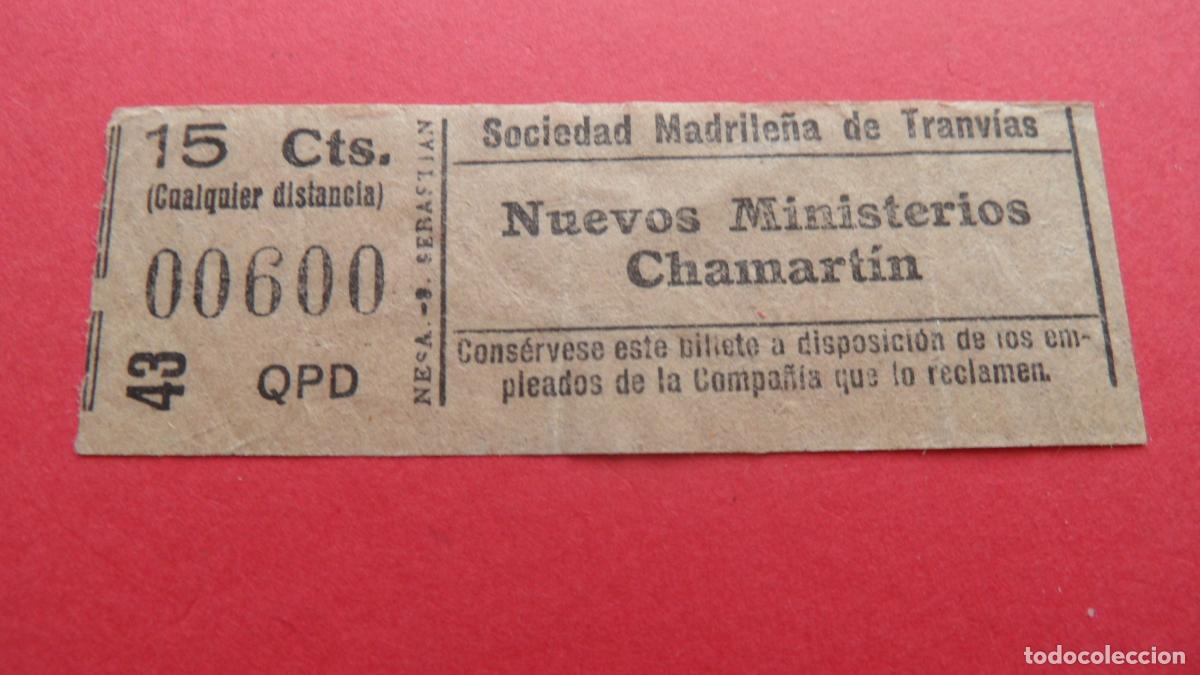 15 Cts.
(Cualquier distancia)
00600
43
QPD
NESA.-S. SEBASTIAN
Sociedad Madrileña de Tranvías
Nuevos Ministerios
Chamartín
Consérvese este billete a disposición de los em-
pleados de la Compañía que lo reclamen.
todocoleccion